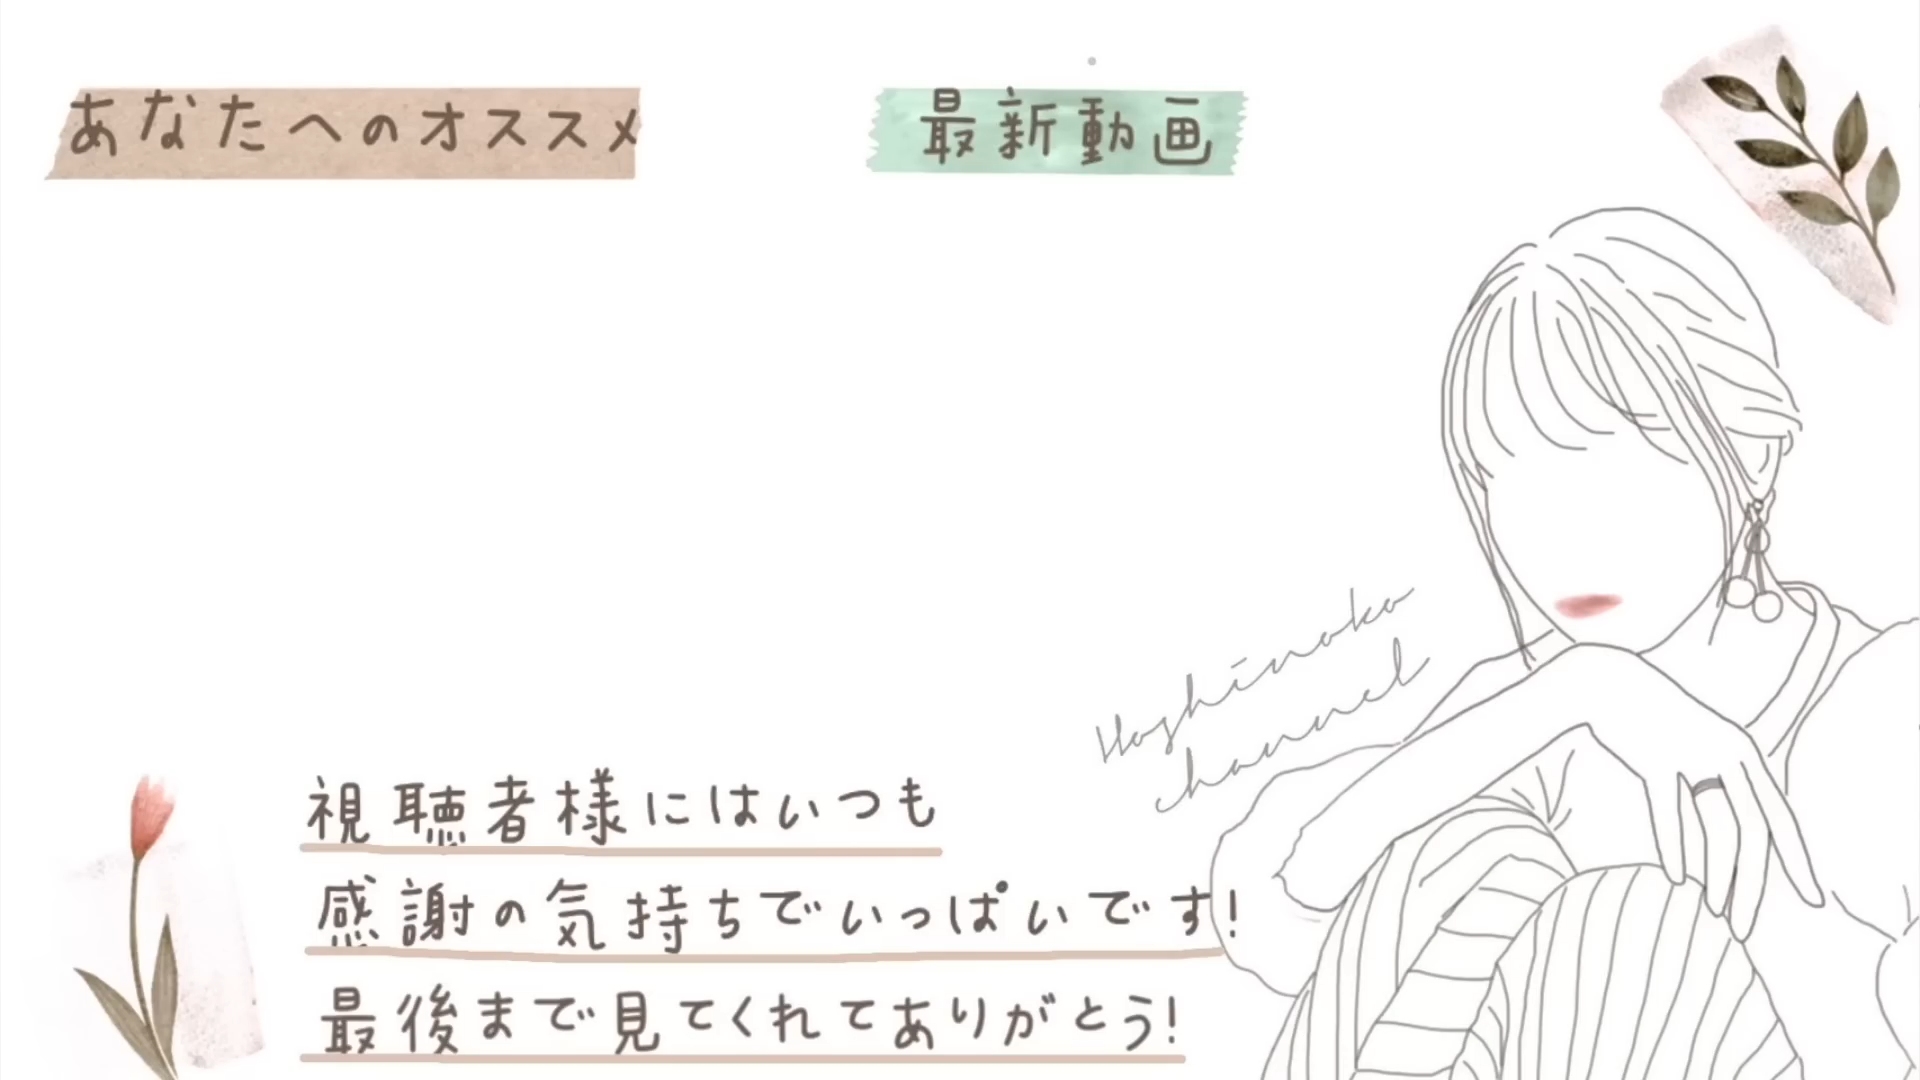 あなたへのオススメ
最新動画
Hoshinoko
channel
視聴者様にはいつも
感謝の気持ちでいっぱいです!
最後まで見てくれてありがとう!